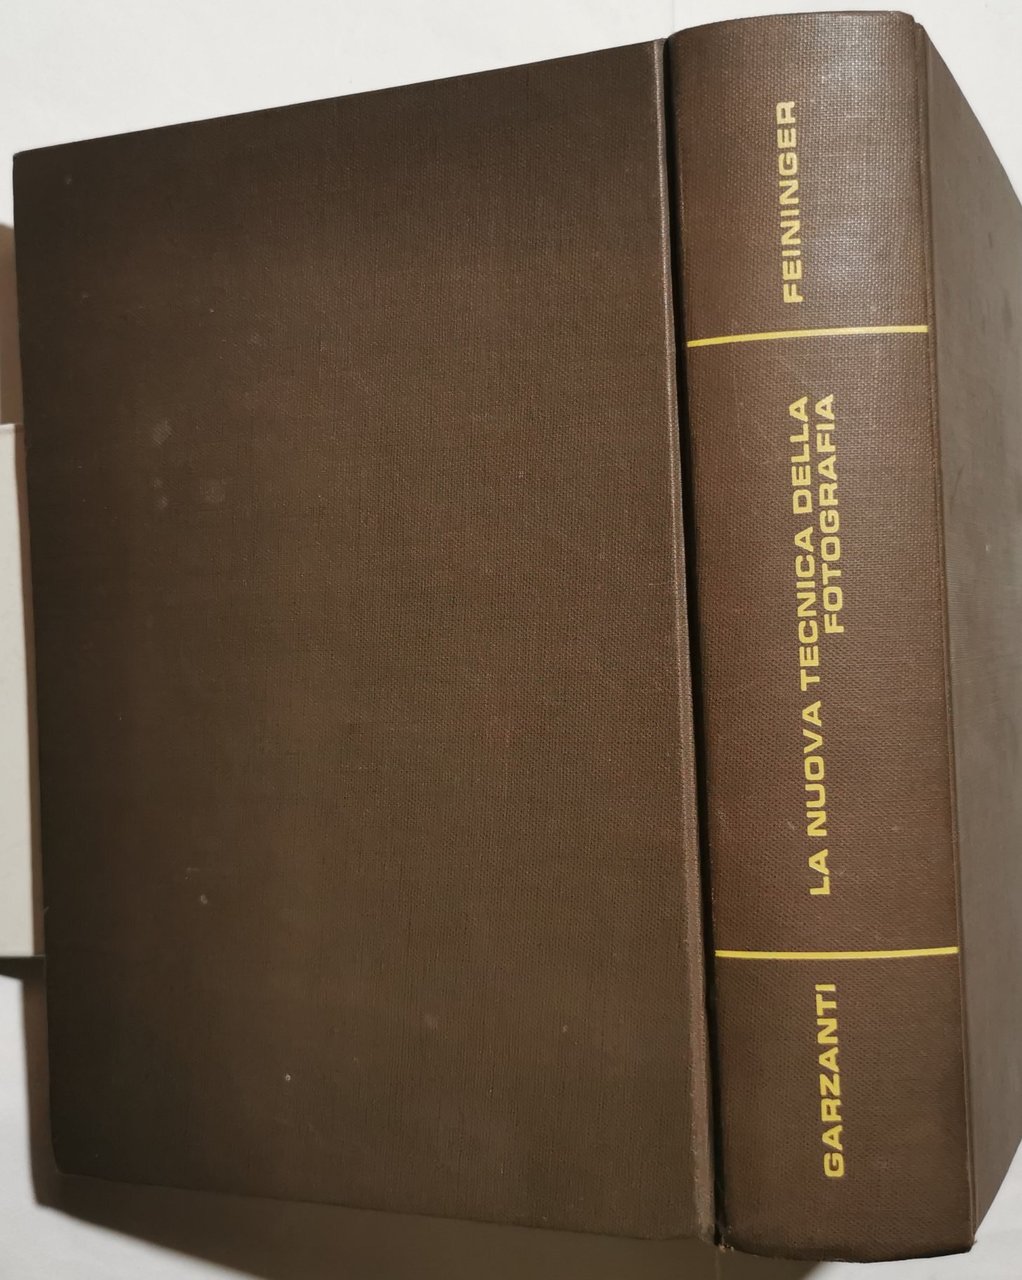 FEININGER
LA NUOVA TECNICA DELLA
FOTOGRAFIA
GARZANTI